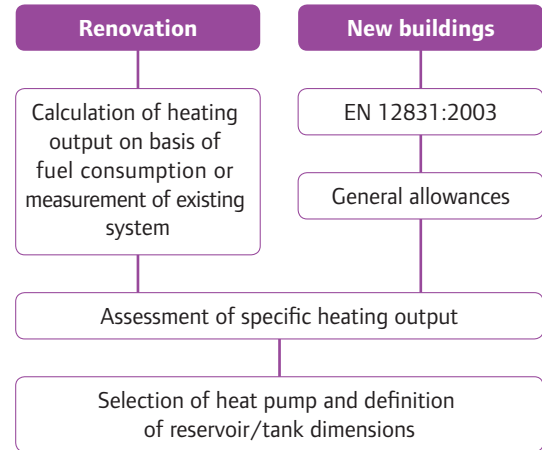 Renovation
Calculation of heating
output on basis of
fuel consumption or
measurement of existing
system
New buildings
EN 12831:2003
General allowances
Assessment of specific heating output
Selection of heat pump and definition
of reservoir/tank dimensions